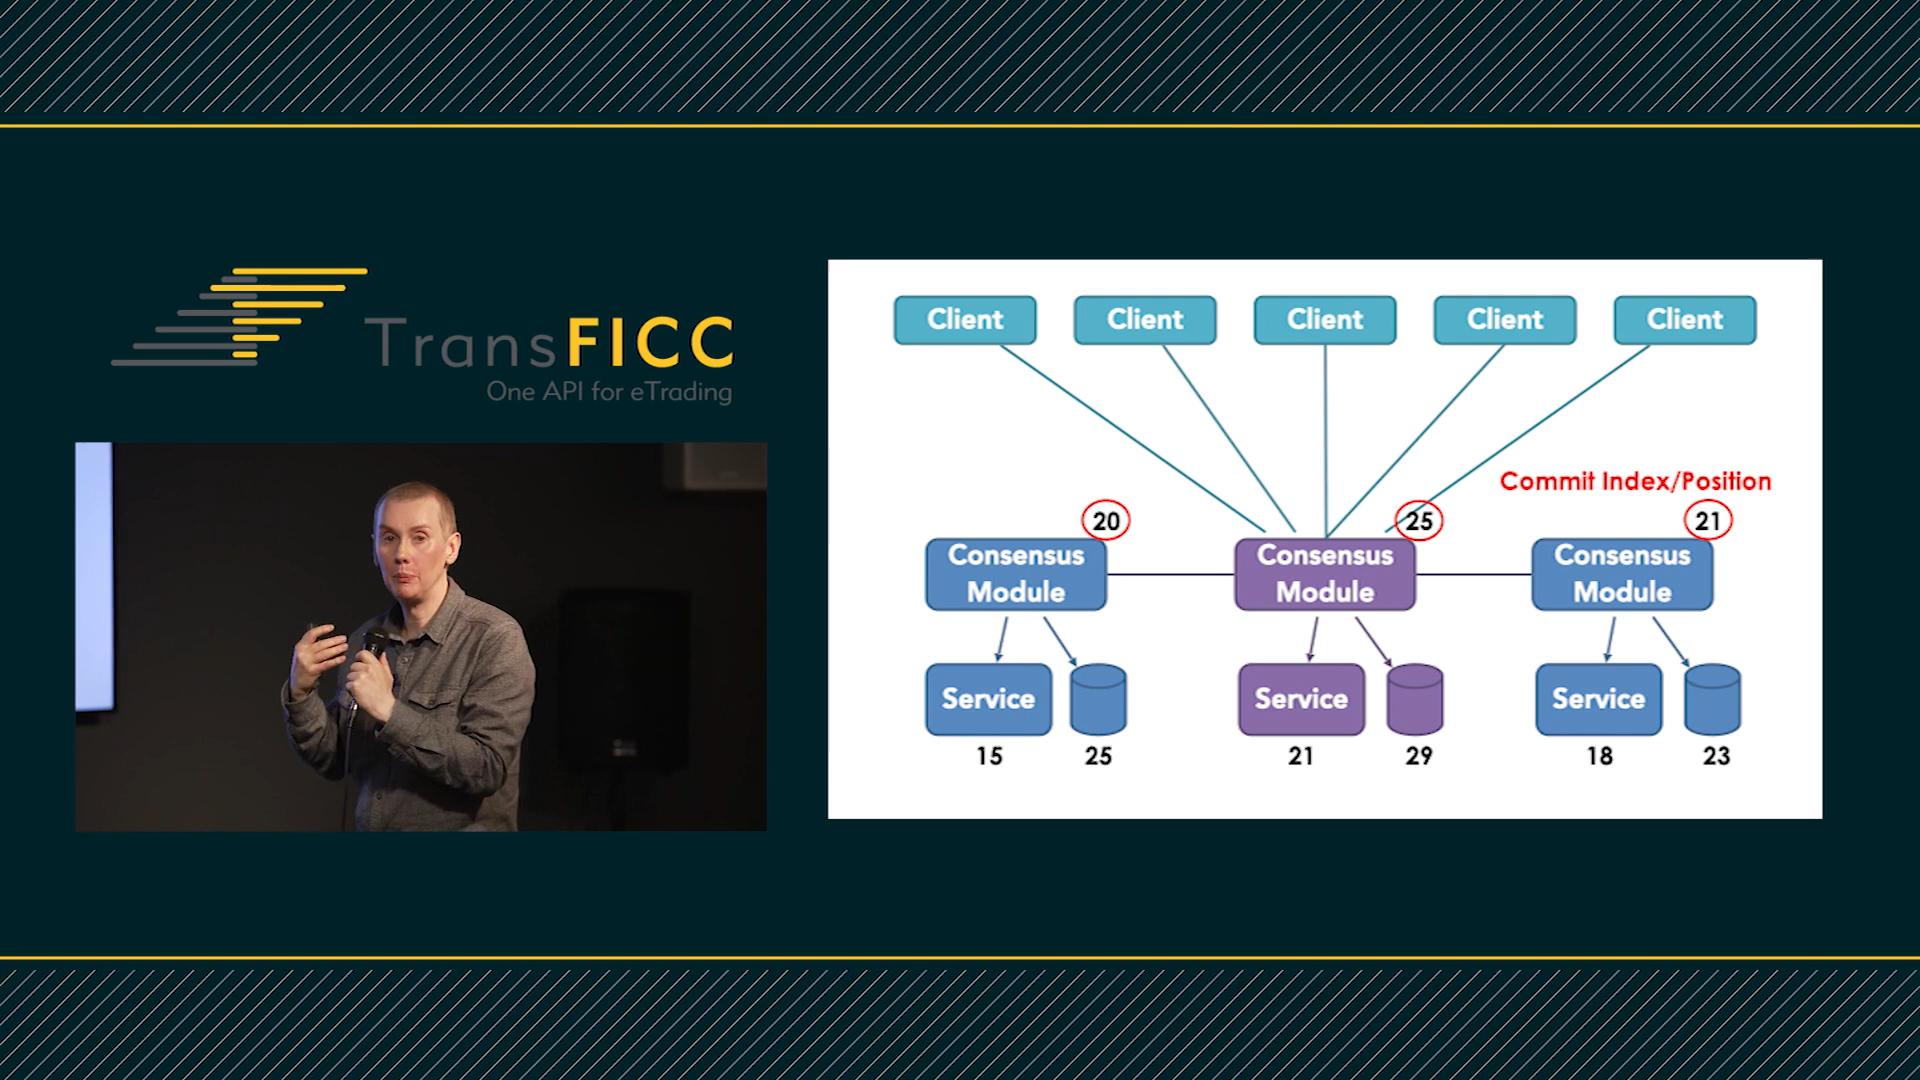 TransFICC
One API for eTrading
Client Client Client Client Client
Commit Index/Position
20 25 21
Consensus Module Consensus Module Consensus Module
Service Service Service
15 25 21 29 18 23